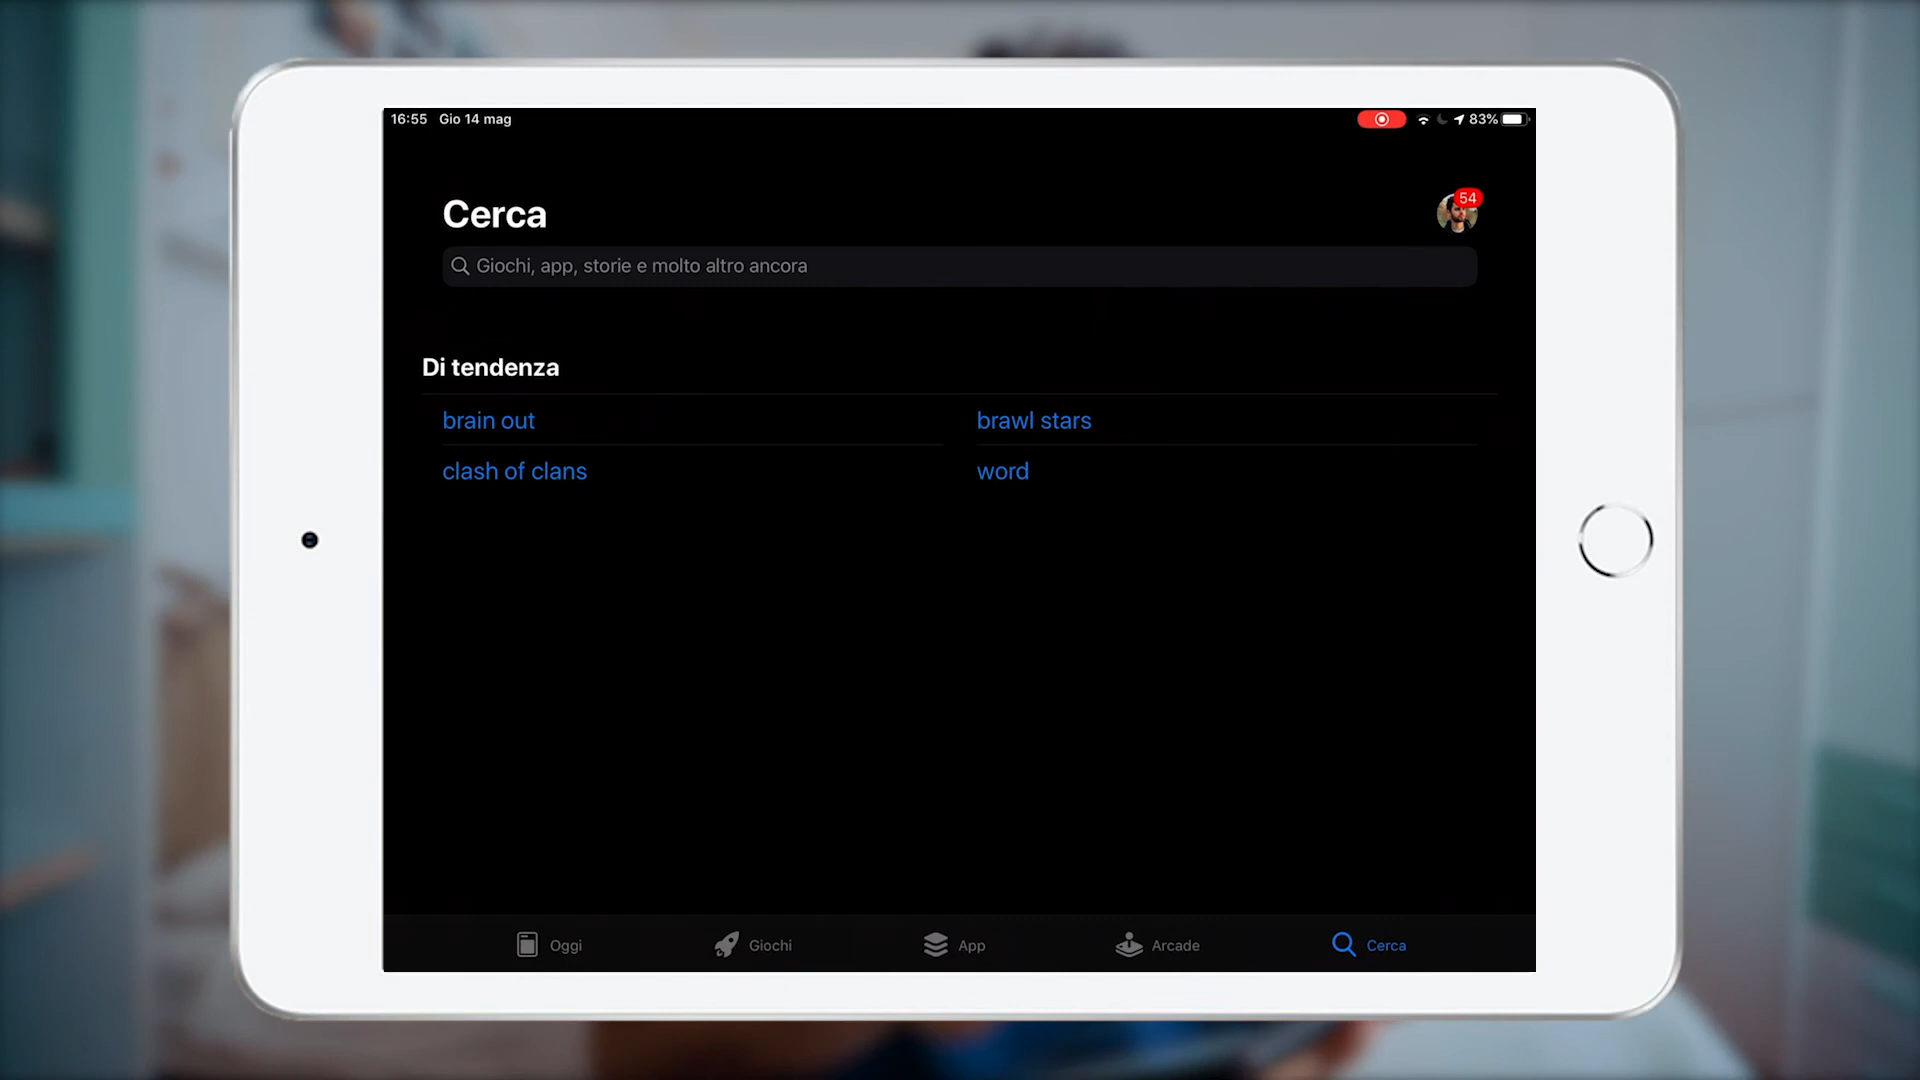 16:55 Gio 14 mag 83%
Cerca
54
Giochi, app, storie e molto altro ancora
Di tendenza
brain out
brawl stars
clash of clans
word
Oggi
Giochi
App
Arcade
Cerca